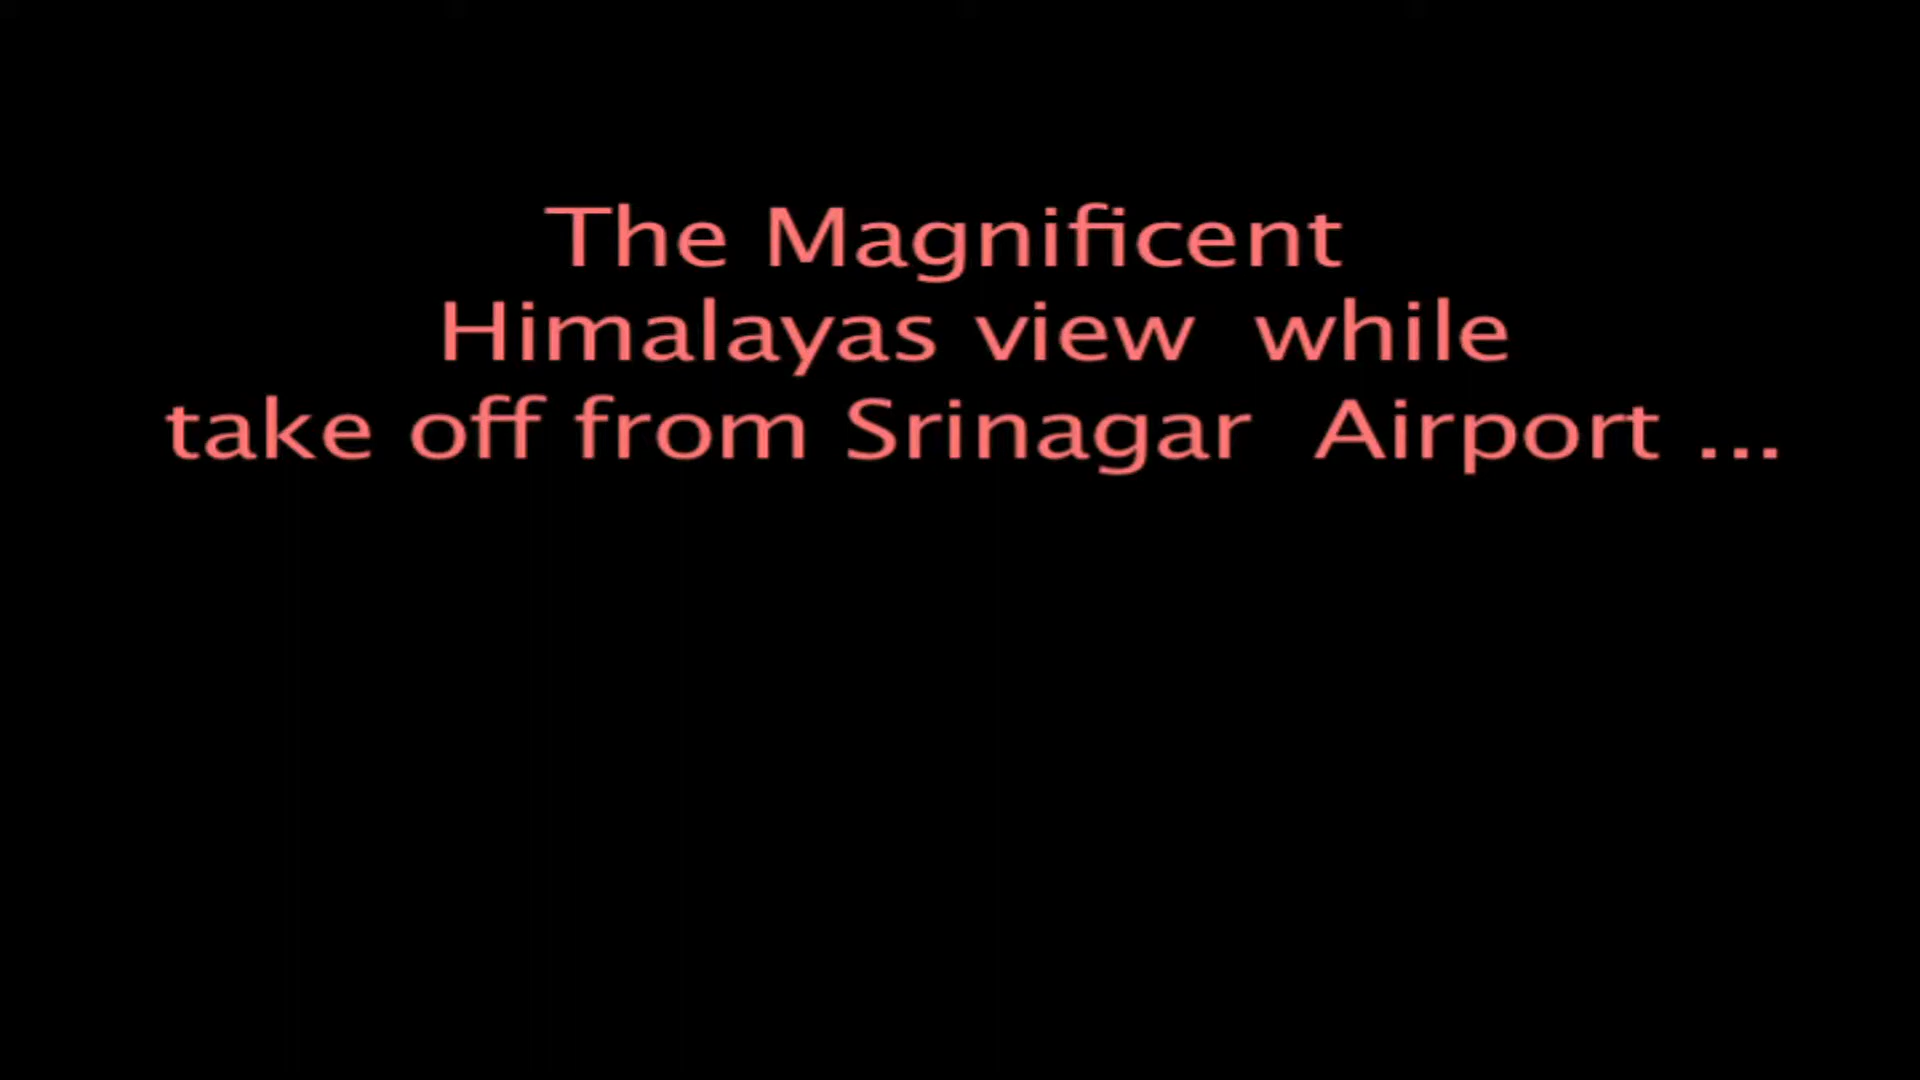 The Magnificent
Himalayas view  while
take off from Srinagar  Airport ...